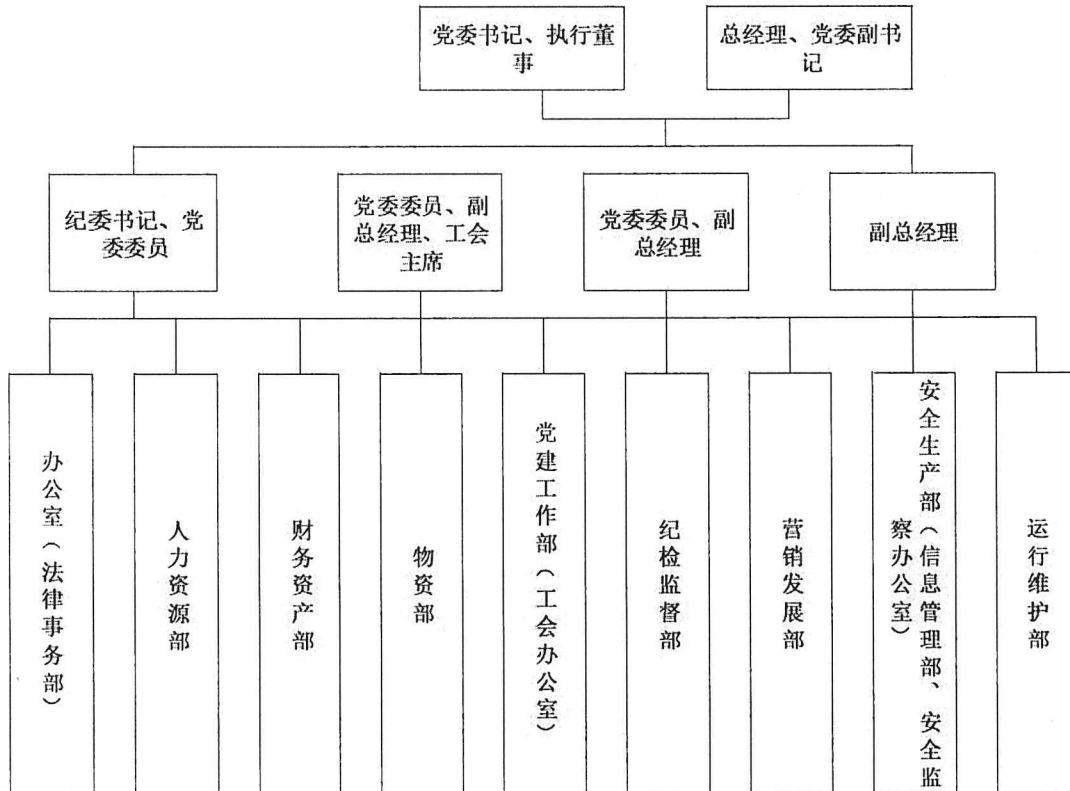 党委书记、执行董
事
总经理、党委副书
记
纪委书记、党
委委员
党委委员、副
总经理、工会
主席
党委委员、副
总经理
副总经理
办公室（法律事务部）
人力资源部
财务资产部
物资部
党建工作部（工会办公室）
纪检监督部
营销发展部
安全生产部（信息管理部、安全监
察办公室）
运行维护部